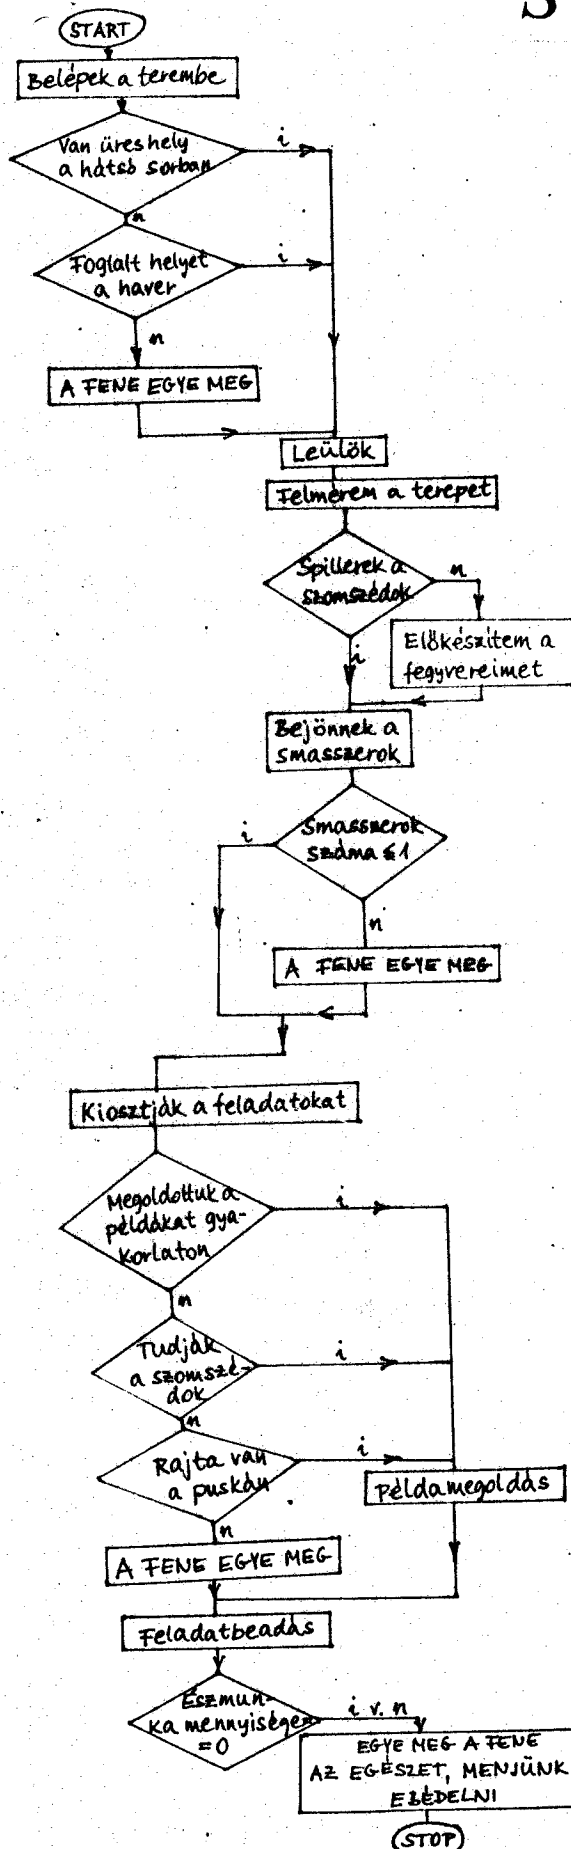 START
Belépek a terembe
Van üres hely
a hátsó sorban
i
n
Foglalt helyet
a haver
i
n
A FENE EGYE MEG
Leülök
Felmérem a terepet
Spillerek a
szomszédok
n
i
Előkészítem a
fegyvereimet
Bejönnek a
smasszerok
Smasszerok
száma ≤ 1
i
n
A FENE EGYE MEG
Kiosztják a feladatokat
Megoldottuk a
példákat gya-
korlaton
i
n
Tudják
a szomszé-
dok
i
n
Rajta van
a puskán
i
n
Példamegoldás
A FENE EGYE MEG
Feladatbeadás
Észmun-
ka mennyisége=
=0
i v. n
EGYE MEG A FENE
AZ EGÉSZET, MENJÜNK
EBÉDELNI
STOP